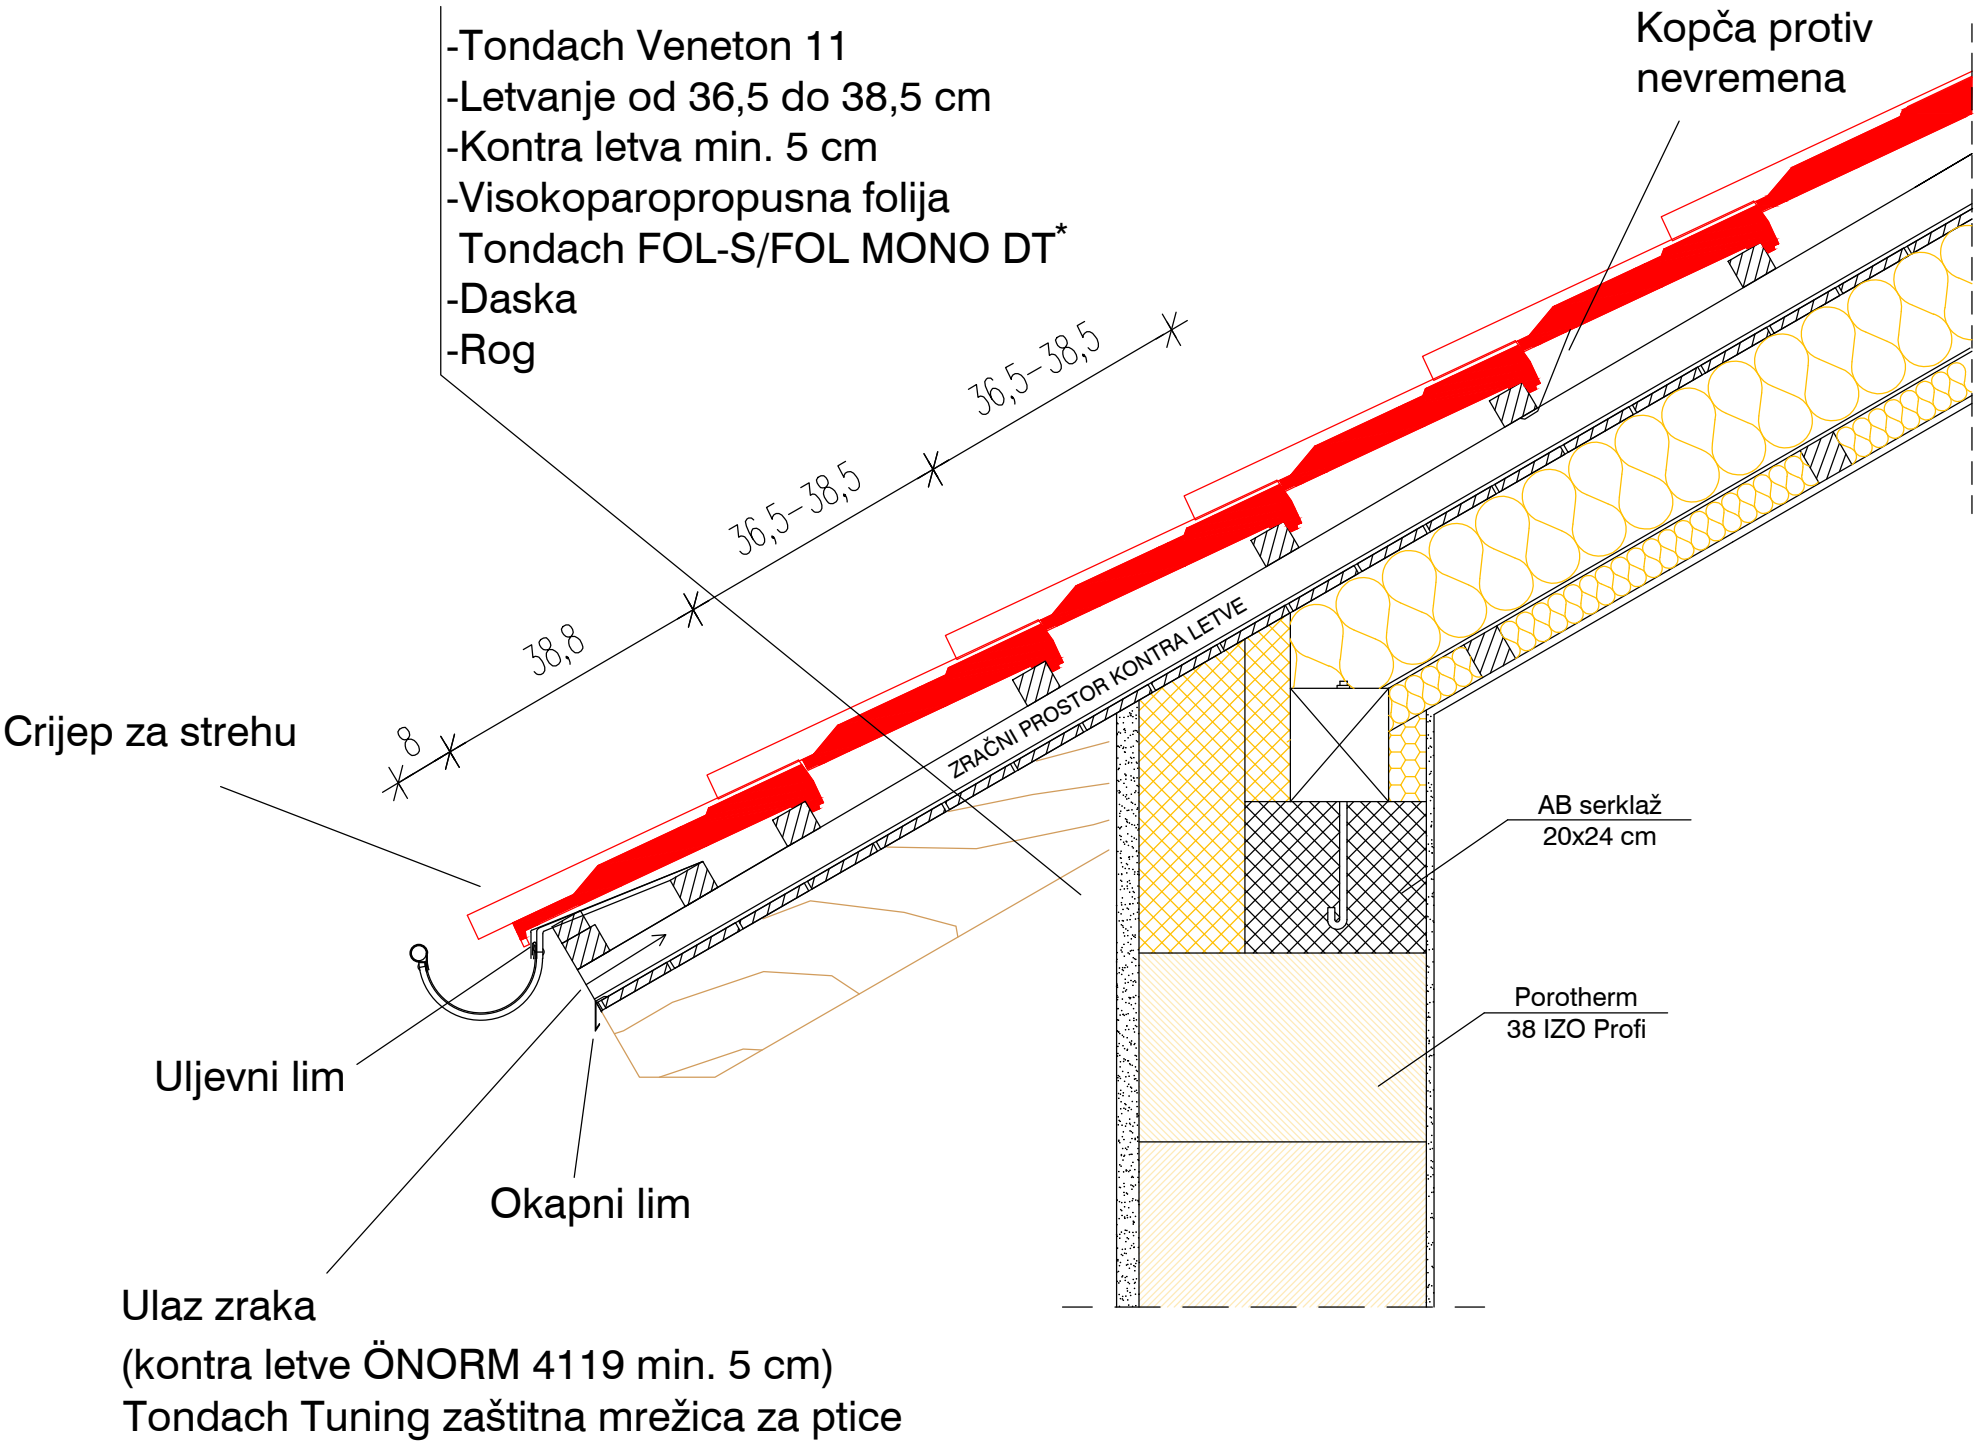 -Tondach Veneton 11
-Letvanje od 36,5 do 38,5 cm
-Kontra letva min. 5 cm
-Visokoparopropusna folija
Tondach FOL-S/FOL MONO DT*
-Daska
-Rog
Kopča protiv
nevremena
36,5-38,5
36,5-38,5
38,8
8
Crijep za strehu
ZRAČNI PROSTOR KONTRA LETVE
AB serklaž
20x24 cm
Porotherm
38 IZO Profi
Uljevni lim
Okapni lim
Ulaz zraka
(kontra letve ÖNORM 4119 min. 5 cm)
Tondach Tuning zaštitna mrežica za ptice